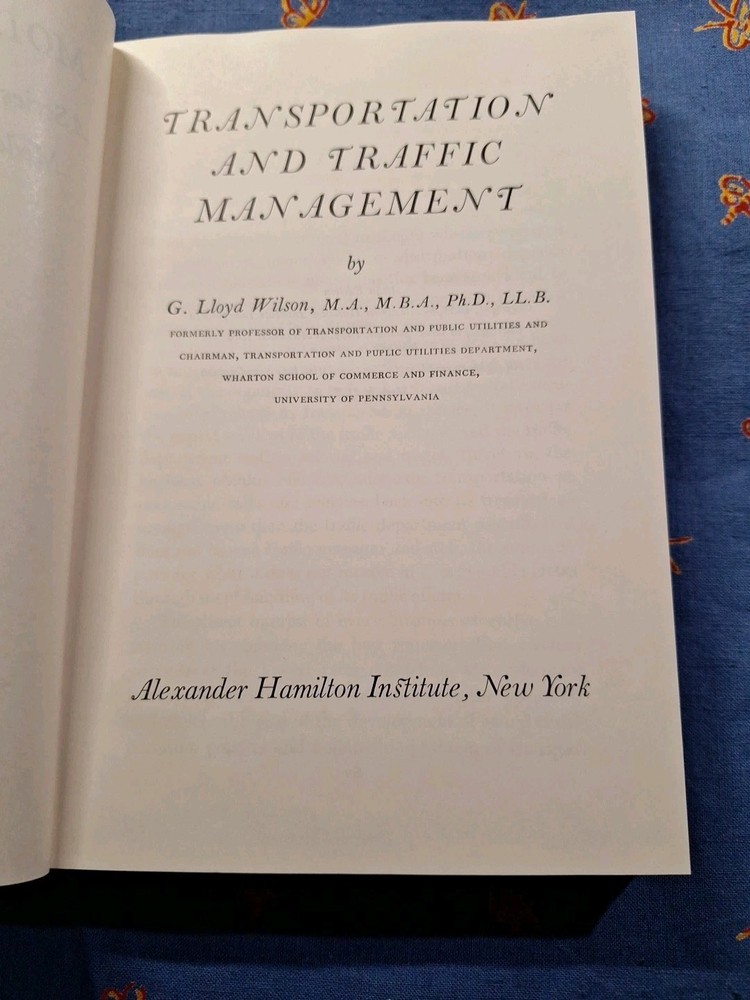 TRANSPORTATION
AND TRAFFIC
MANAGEMENT
by
G. Lloyd Wilson, M.A., M.B.A., Ph.D., LL.B.
FORMERLY PROFESSOR OF TRANSPORTATION AND PUBLIC UTILITIES AND
CHAIRMAN, TRANSPORTATION AND PUPLIC UTILITIES DEPARTMENT,
WHARTON SCHOOL OF COMMERCE AND FINANCE,
UNIVERSITY OF PENNSYLVANIA
Alexander Hamilton Institute, New York